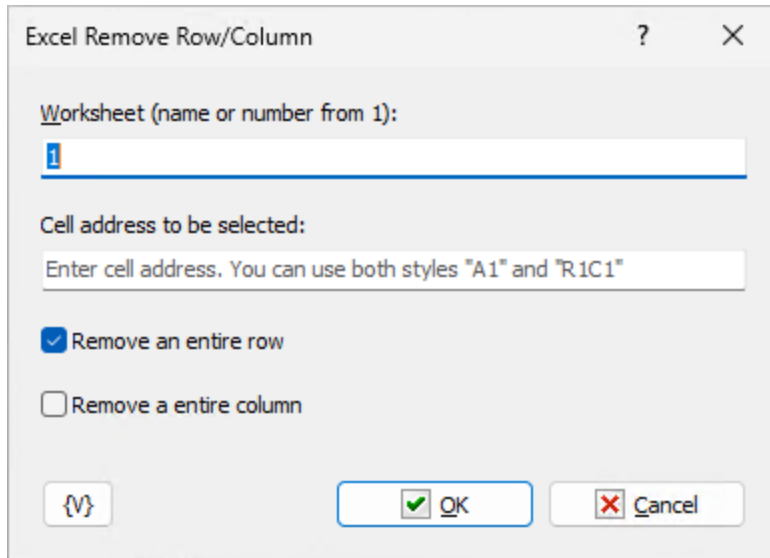 Excel Remove Row/Column
?
Worksheet (name or number from 1):
1
Cell address to be selected:
Enter cell address. You can use both styles "A1" and "R1C1"
Remove an entire row
Remove a entire column
{V}
OK
Cancel